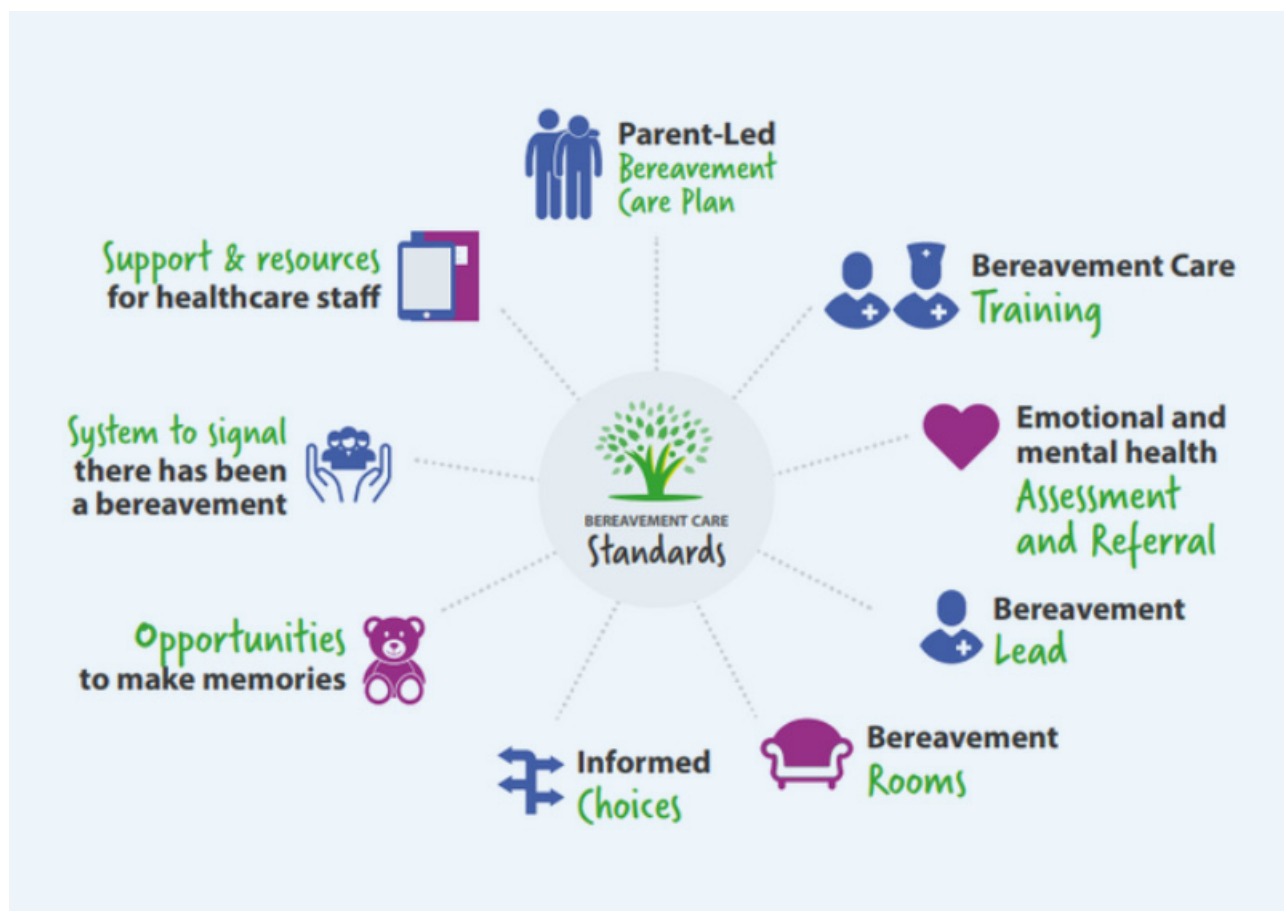 Parent-Led
Bereavement
Care Plan
Bereavement Care
Training
Emotional and
mental health
Assessment
and Referral
Bereavement
Lead
Bereavement
Rooms
Informed
Choices
Opportunities
to make memories
System to signal
there has been
a bereavement
Support & resources
for healthcare staff
BEREAVEMENT CARE
Standards